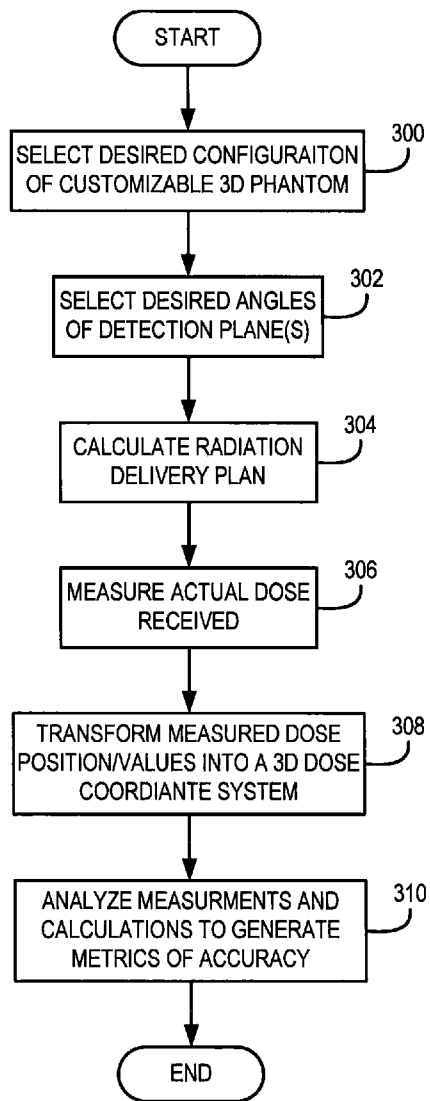 START
300
SELECT DESIRED CONFIGURAITON
OF CUSTOMIZABLE 3D PHANTOM
302
SELECT DESIRED ANGLES
OF DETECTION PLANE(S)
304
CALCULATE RADIATION
DELIVERY PLAN
306
MEASURE ACTUAL DOSE
RECEIVED
308
TRANSFORM MEASURED DOSE
POSITION/VALUES INTO A 3D DOSE
COORDIANTE SYSTEM
310
ANALYZE MEASURMENTS AND
CALCULATIONS TO GENERATE
METRICS OF ACCURACY
END